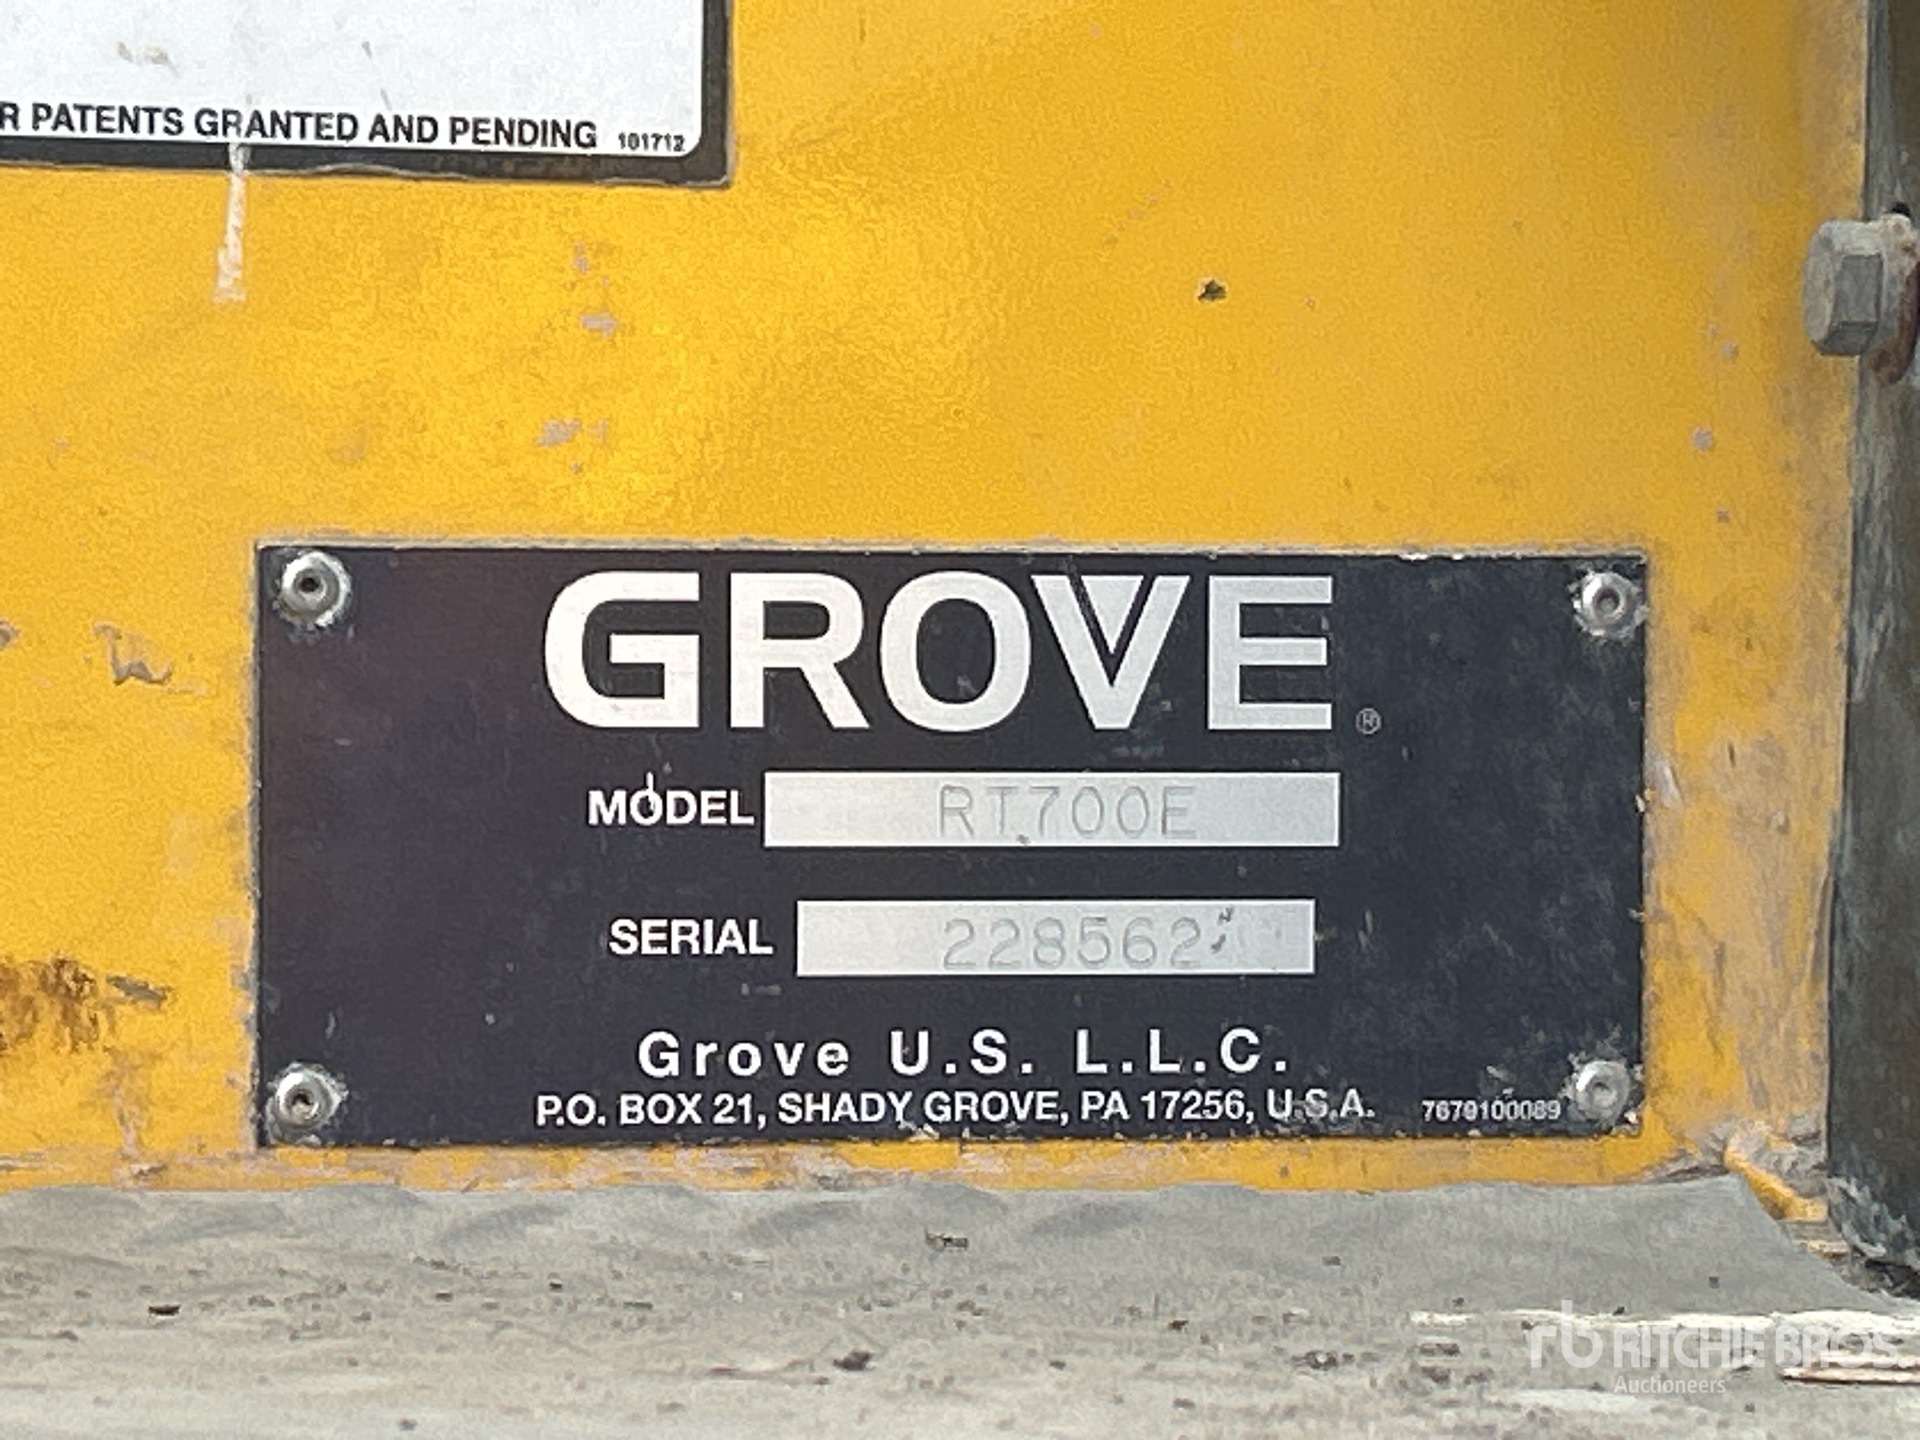 R PATENTS GRANTED AND PENDING 101712
GROVE ®
MODEL RT700E
SERIAL 228562
Grove U.S. L.L.C.
P.O. BOX 21, SHADY GROVE, PA 17256, U.S.A. 7679100089
rb RITCHIE BROS.
Auctioneers